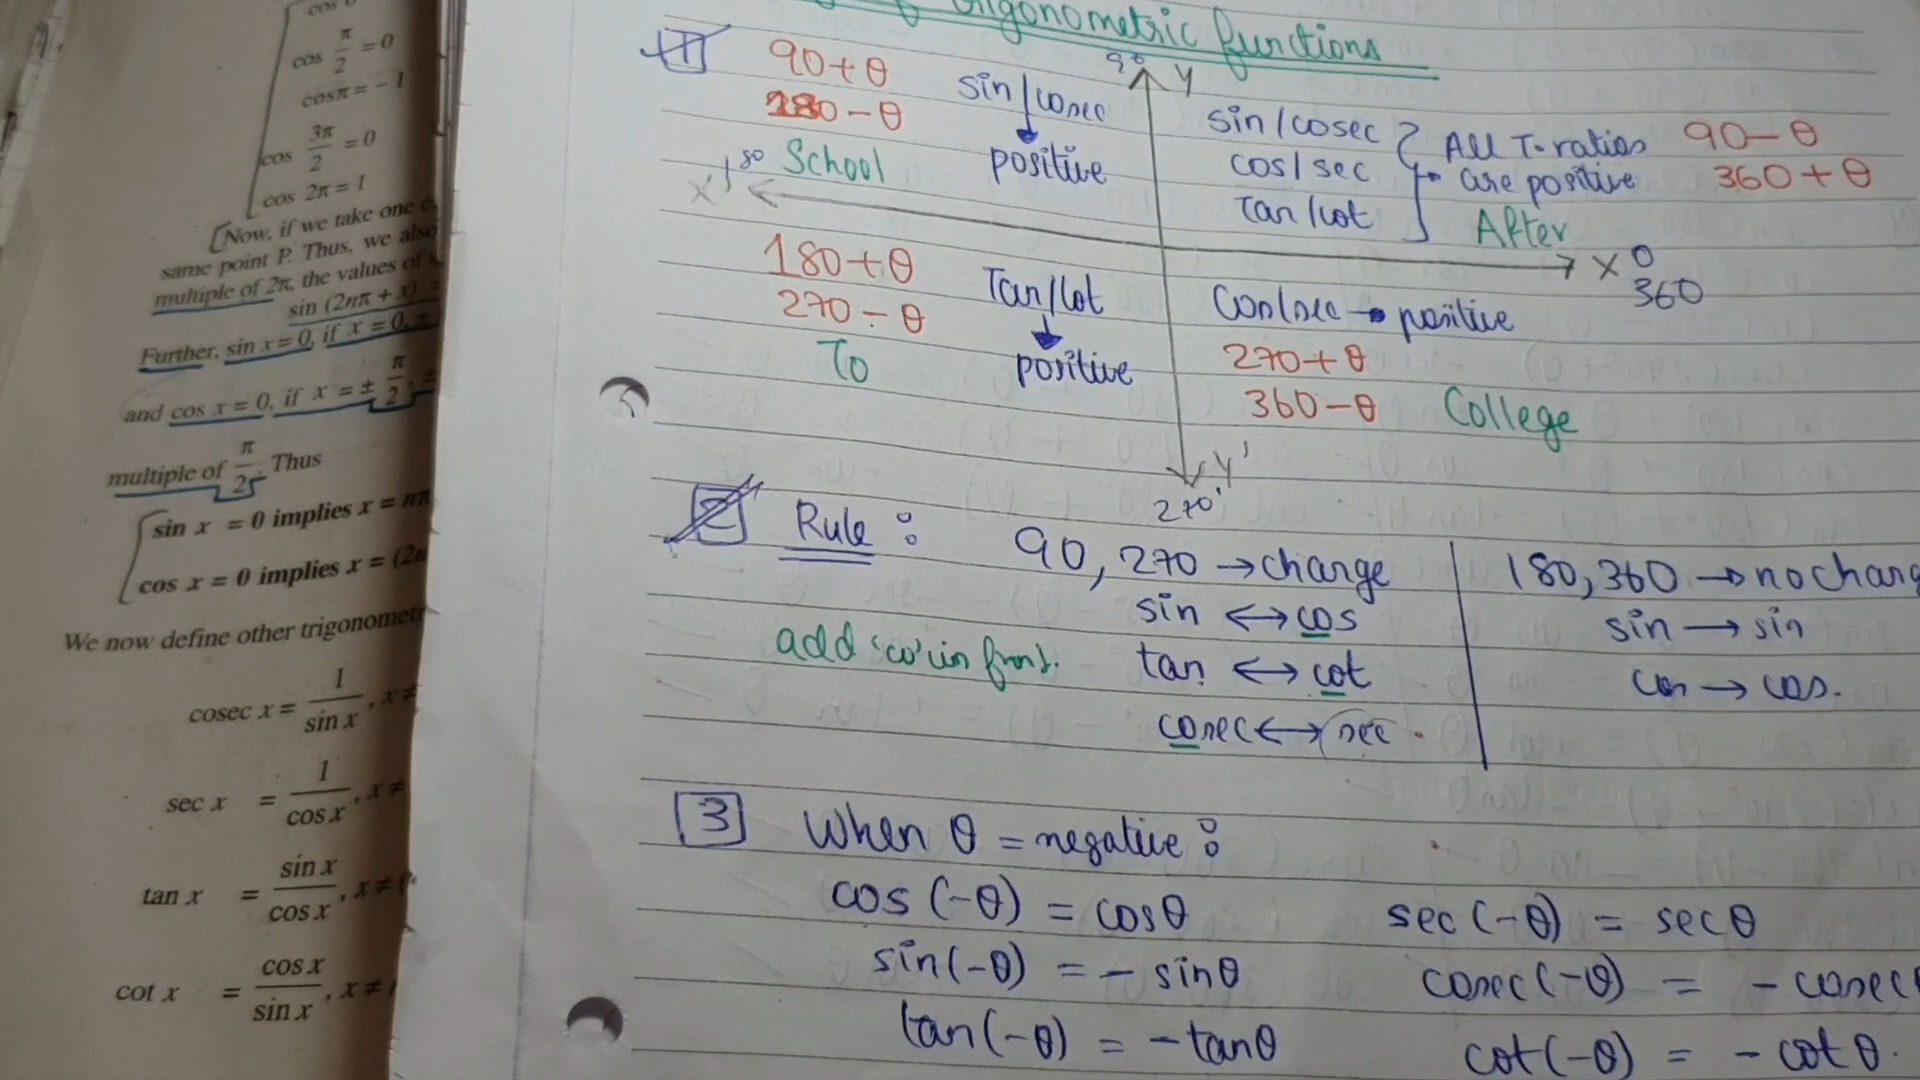 cos π/2 = 0
cos π = − 1
cos 3π/2 = 0
cos 2π = 1
[Now, if we take one
same point P. Thus, we also
multiple of 2π, the values of
sin (2nπ + x) =
Further, sin x = 0, if x = 0, ±
and cos x = 0, if x = ± π/2, ±
multiple of π/2. Thus
sin x = 0 implies x = nπ
cos x = 0 implies x = (2n
We now define other trigonomet
cosec x = 1/sin x, x ≠
sec x = 1/cos x, x ≠
tan x = sin x/cos x, x ≠
cot x = cos x/sin x, x ≠
Trigonometric functions
1
90+θ
180−θ
School
sin/cosec
positive
90
Y
sin/cosec
cos/sec
Tan/cot
All T-ratios
are positive
After
90−θ
360+θ
X'
180
X
0
360
180+θ
270−θ
To
Tan/cot
positive
Cos/sec → positive
270+θ
360−θ
College
Y'
270
2 Rule :
90, 270 → change
180, 360 → no chang
sin ↔ cos
sin → sin
add 'co' in front.
tan ↔ cot
cos → cos.
cosec ↔ sec
3 When θ = negative :
cos (−θ) = cosθ
sec (−θ) = secθ
sin(−θ) = − sinθ
cosec(−θ) = − cosec
tan(−θ) = −tanθ
cot(−θ) = − cotθ.